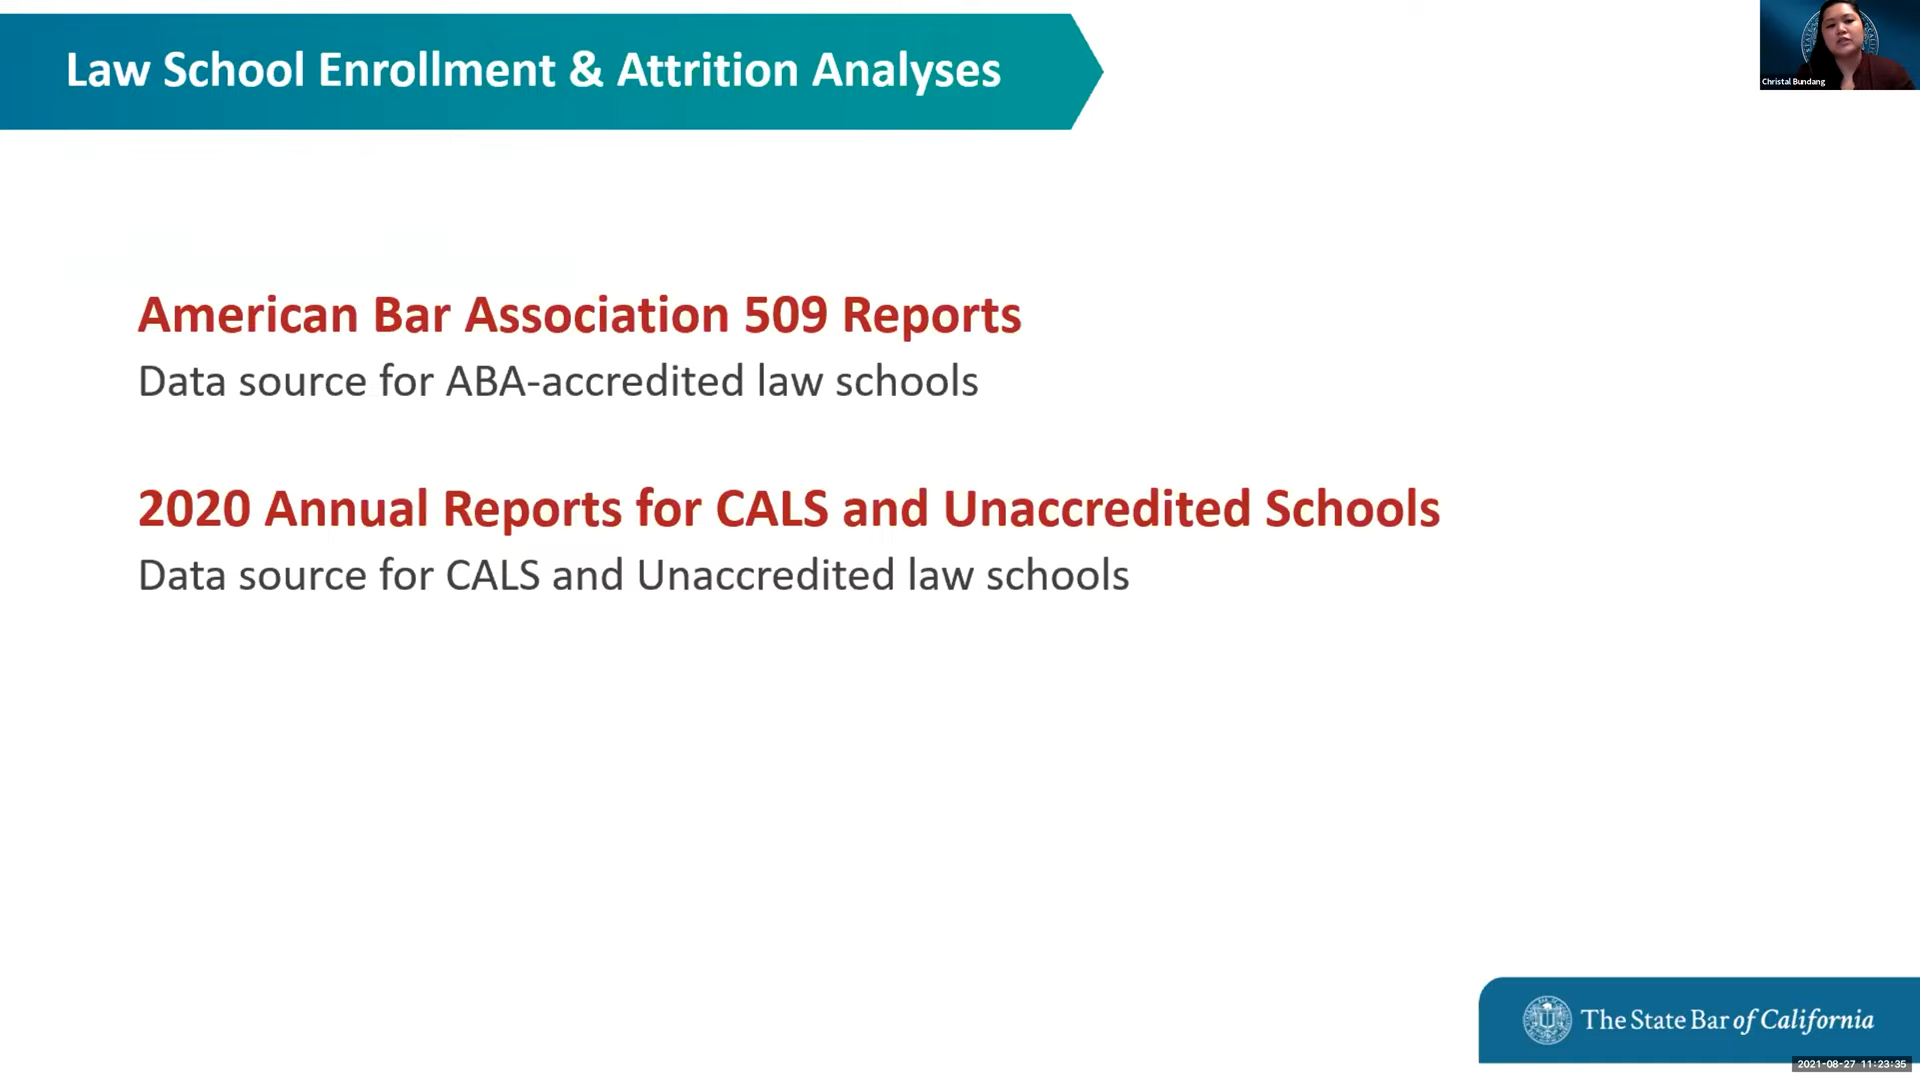 Law School Enrollment & Attrition Analyses
Christal Bundang
American Bar Association 509 Reports
Data source for ABA-accredited law schools
2020 Annual Reports for CALS and Unaccredited Schools
Data source for CALS and Unaccredited law schools
The State Bar of California
2021-08-27 11:23:35